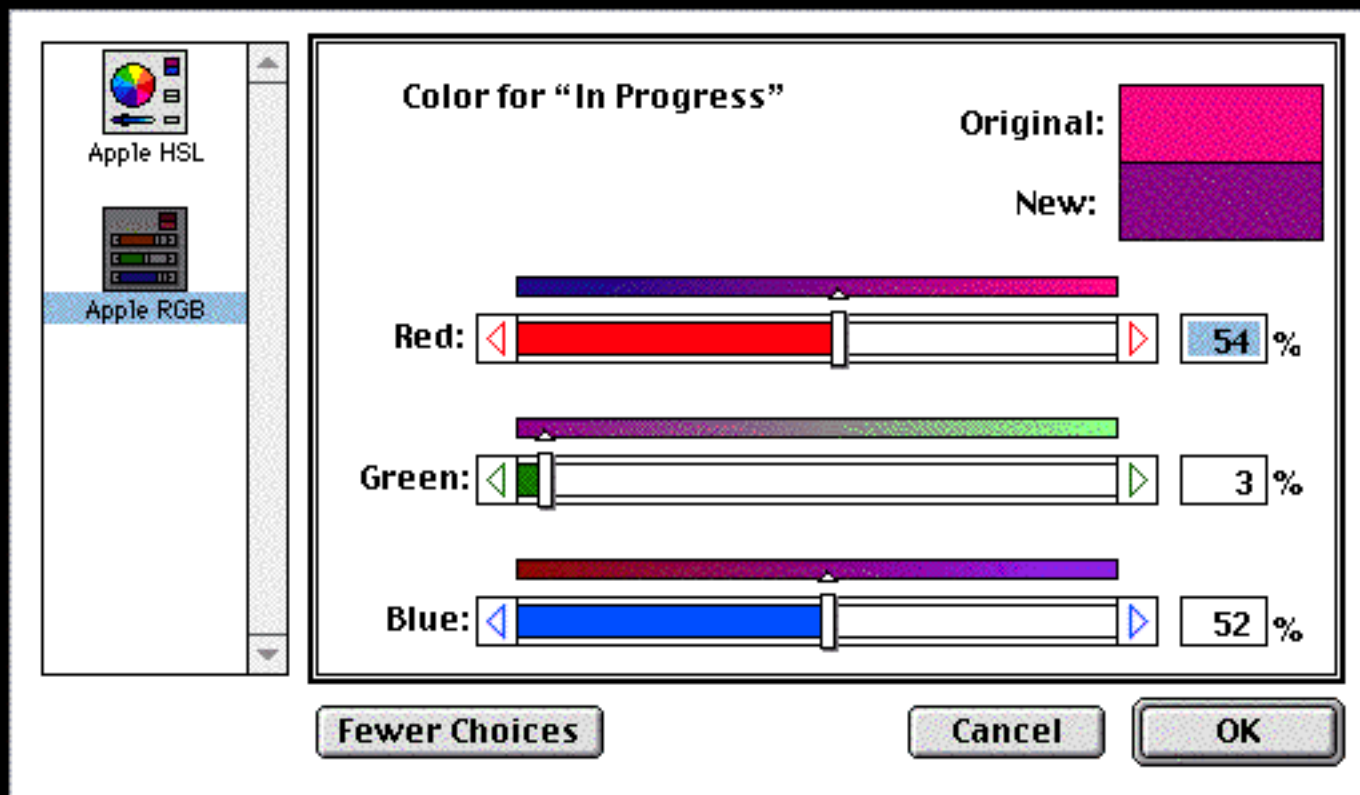 Apple HSL
Apple RGB
Color for “In Progress”
Original:
New:
Red: 54 %
Green: 3 %
Blue: 52 %
Fewer Choices
Cancel
OK